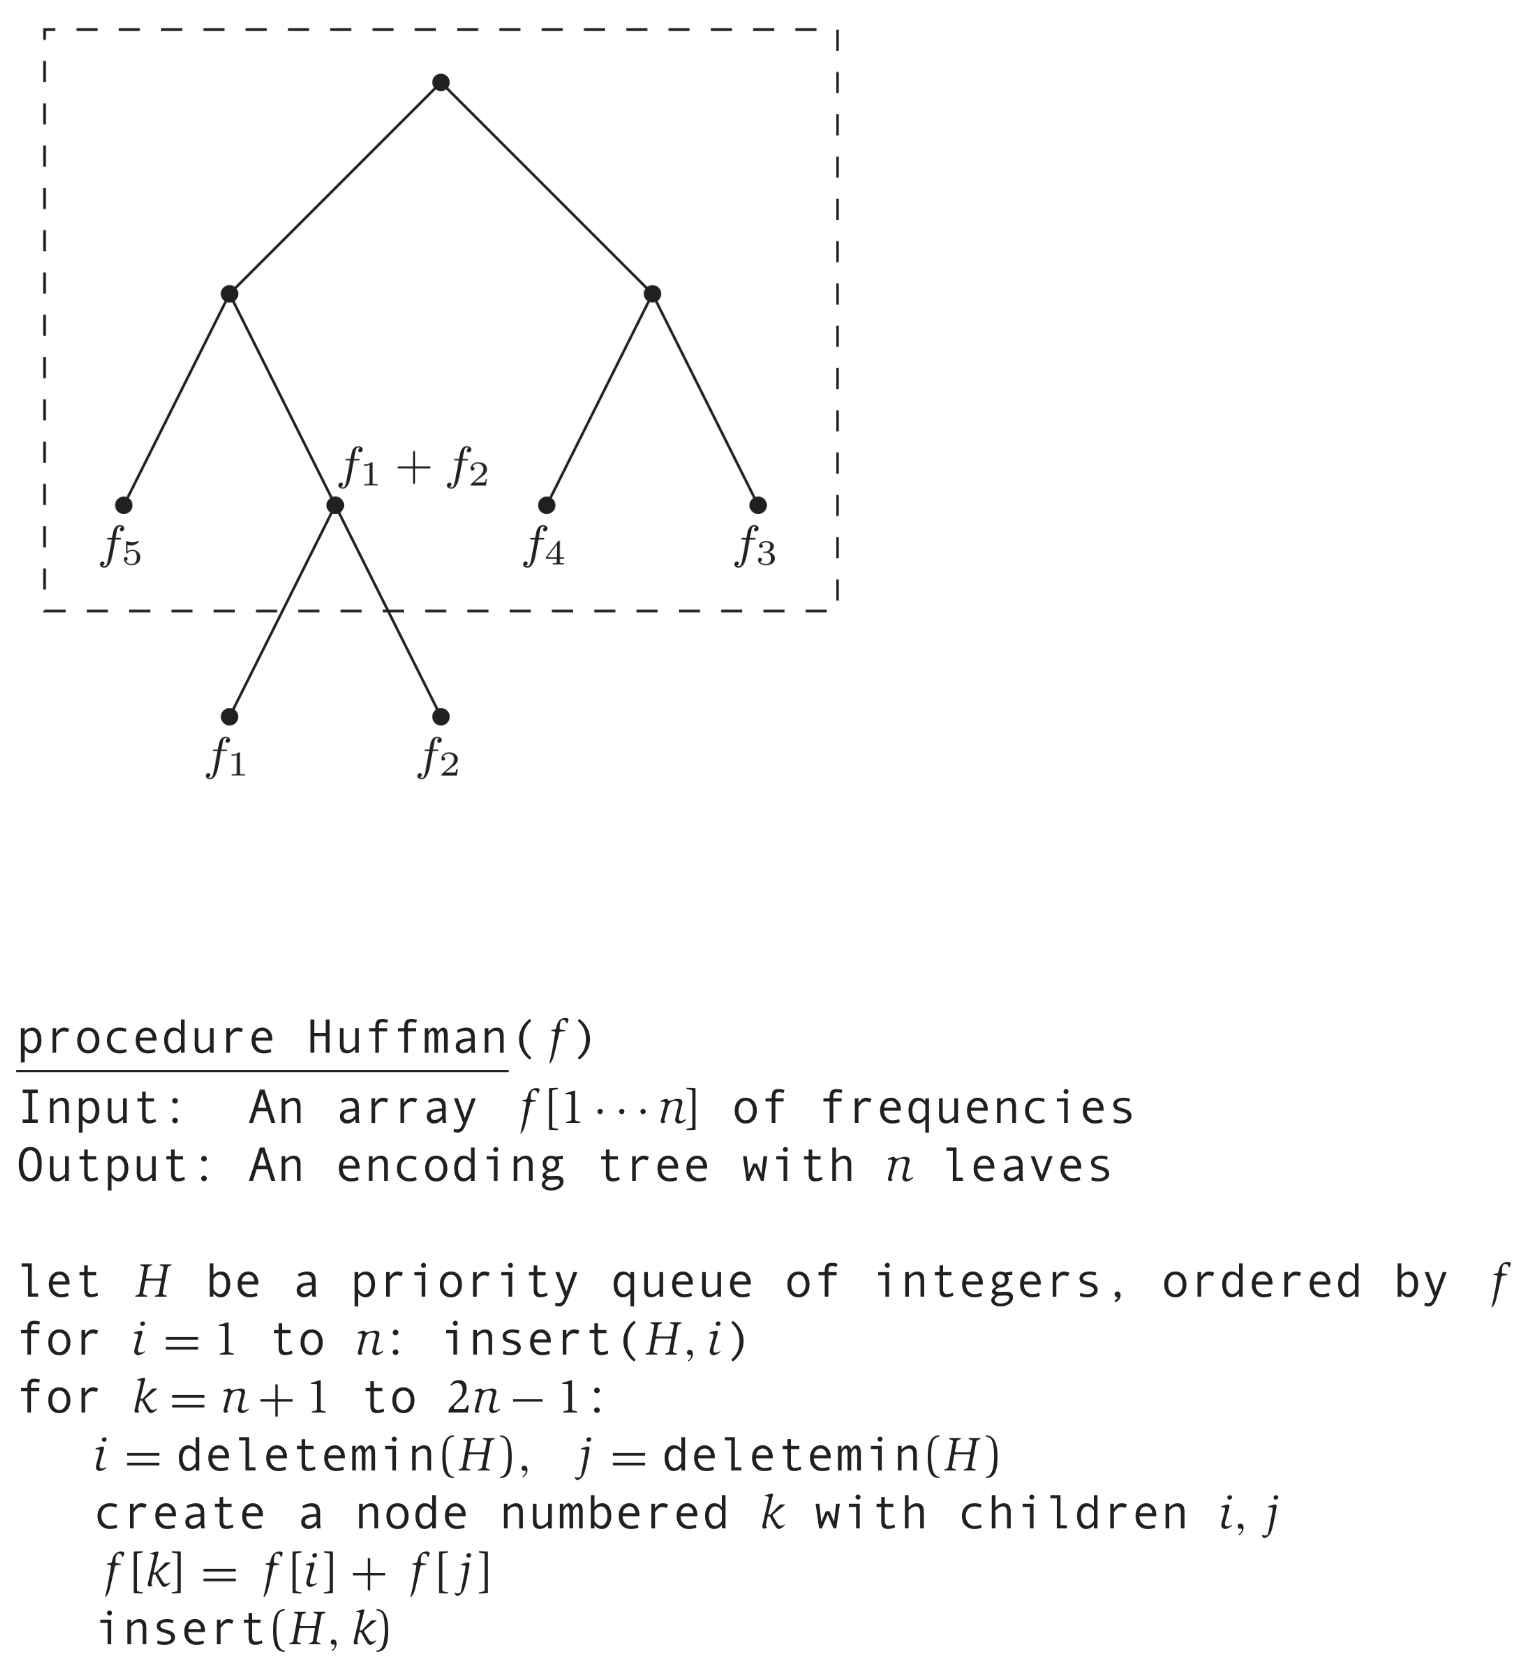 f₁ + f₂
f₅ f₄ f₃
f₁ f₂
procedure Huffman(f)
Input: An array f[1···n] of frequencies
Output: An encoding tree with n leaves
let H be a priority queue of integers, ordered by f
for i = 1 to n: insert(H, i)
for k = n + 1 to 2n − 1:
i = deletemin(H), j = deletemin(H)
create a node numbered k with children i, j
f[k] = f[i] + f[j]
insert(H, k)